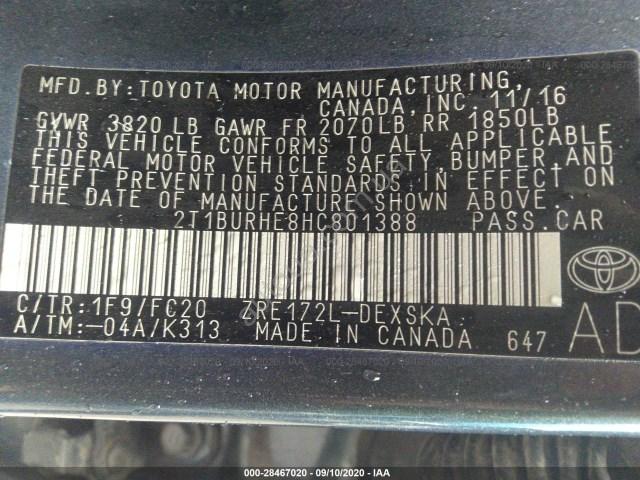 MFD. BY: TOYOTA MOTOR MANUFACTURING,
CANADA, INC. 11/16
GVWR 3820 LB GAWR FR 2070LB RR 1850LB
THIS VEHICLE CONFORMS TO ALL APPLICABLE
FEDERAL MOTOR VEHICLE SAFETY, BUMPER, AND
THEFT PREVENTION STANDARDS IN EFFECT ON
THE DATE OF MANUFACTURE SHOWN ABOVE.
2T1BURHE8HC801388 PASS. CAR
C/TR: 1F9/FC20 ZRE172L-DEXSKA
A/TM: -04A/K313 MADE IN CANADA 647
AD
000-28467020 - 09/10/2020 - IAA